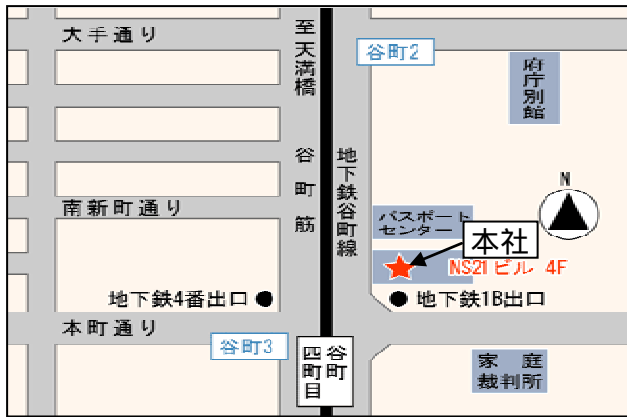 大手通り
至天満橋
谷町2
府庁別館
谷町筋
地下鉄谷町線
N
南新町通り
パスポート
センター
本社
NS21ビル 4F
地下鉄4番出口
地下鉄1B出口
本町通り
谷町3
谷町
四町目
家庭
裁判所